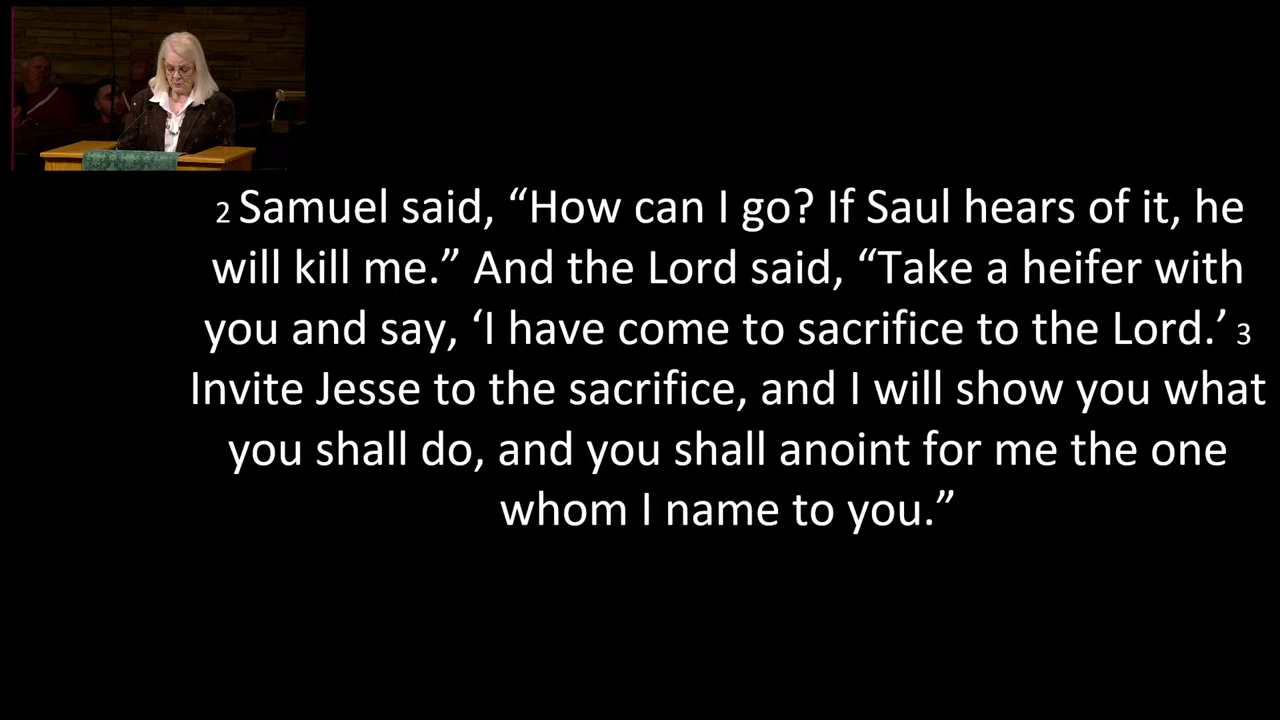 2 Samuel said, “How can I go? If Saul hears of it, he
will kill me.” And the Lord said, “Take a heifer with
you and say, ‘I have come to sacrifice to the Lord.’ 3
Invite Jesse to the sacrifice, and I will show you what
you shall do, and you shall anoint for me the one
whom I name to you.”